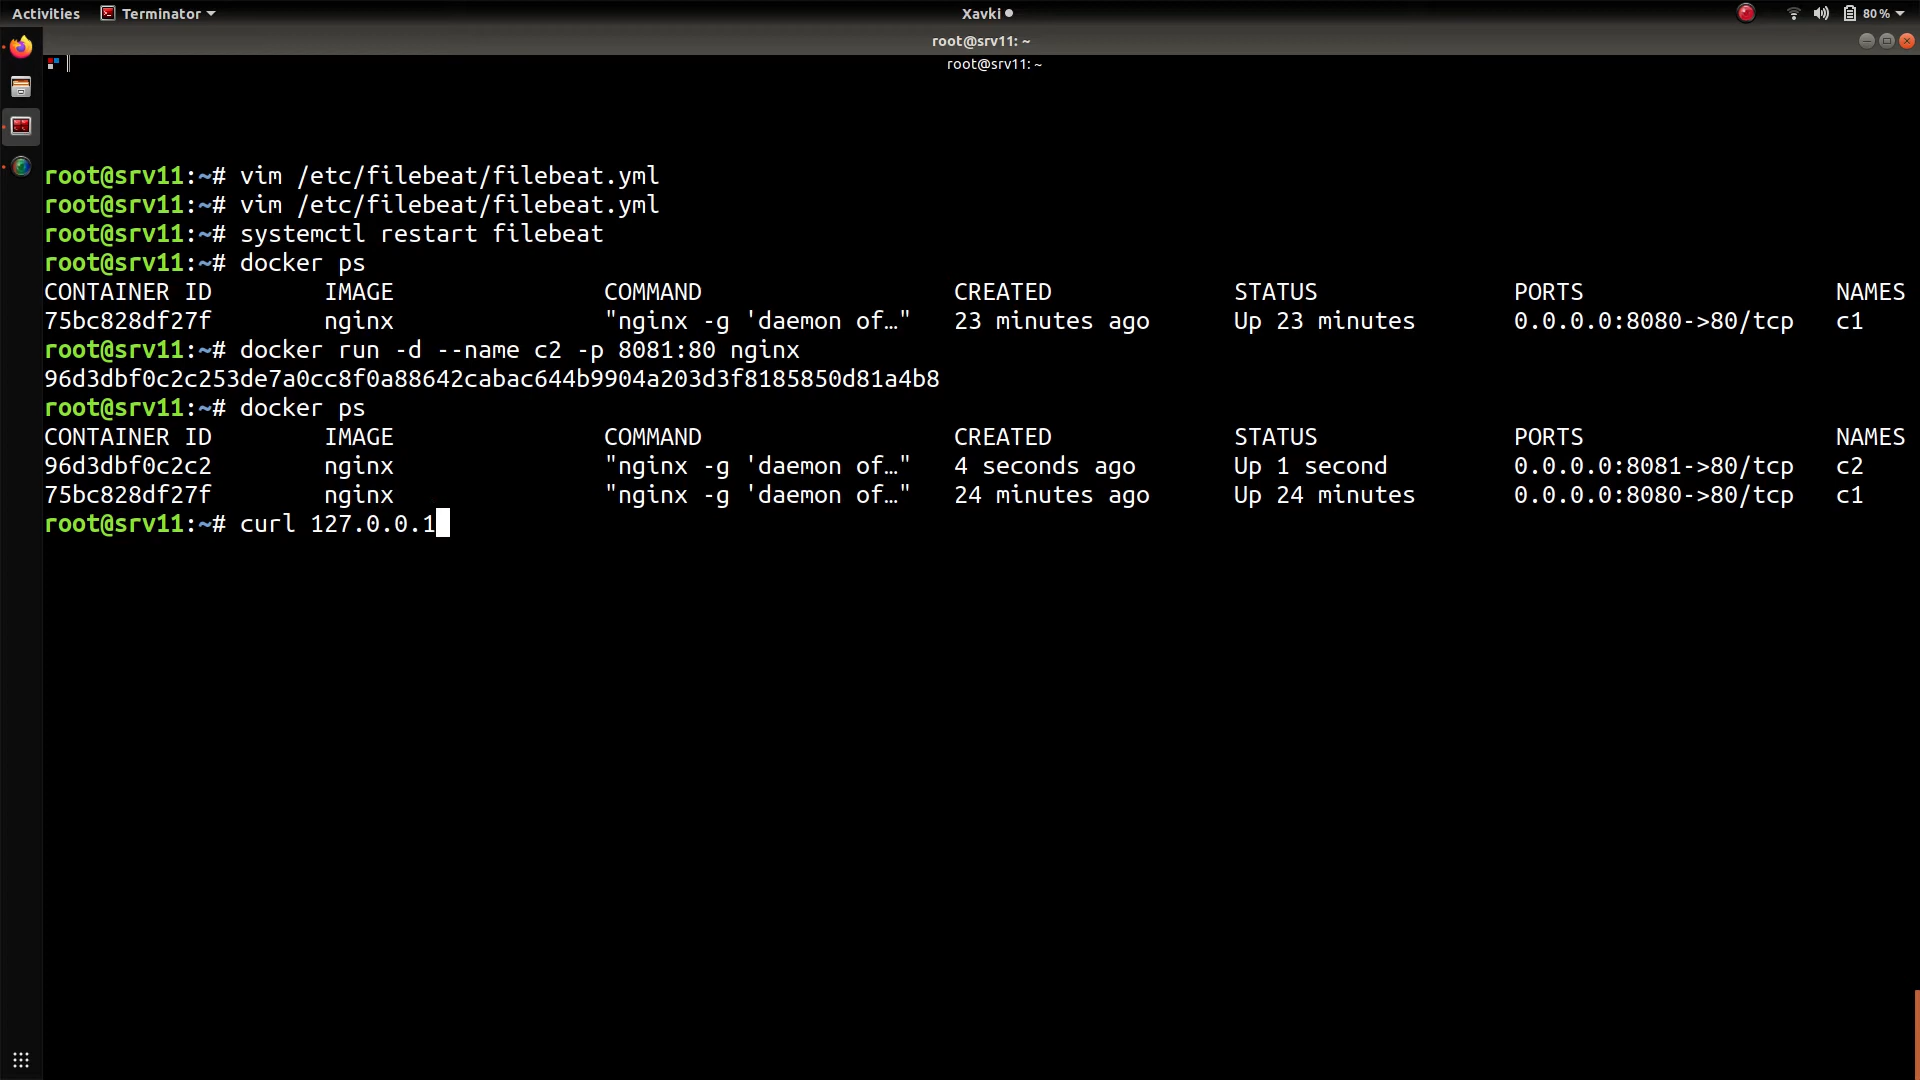 Activities Terminator Xavki 80 %
root@srv11: ~
root@srv11: ~
root@srv11:~# vim /etc/filebeat/filebeat.yml
root@srv11:~# vim /etc/filebeat/filebeat.yml
root@srv11:~# systemctl restart filebeat
root@srv11:~# docker ps
CONTAINER ID IMAGE COMMAND CREATED STATUS PORTS NAMES
75bc828df27f nginx "nginx -g 'daemon of…" 23 minutes ago Up 23 minutes 0.0.0.0:8080->80/tcp c1
root@srv11:~# docker run -d --name c2 -p 8081:80 nginx
96d3dbf0c2c253de7a0cc8f0a88642cabac644b9904a203d3f8185850d81a4b8
root@srv11:~# docker ps
CONTAINER ID IMAGE COMMAND CREATED STATUS PORTS NAMES
96d3dbf0c2c2 nginx "nginx -g 'daemon of…" 4 seconds ago Up 1 second 0.0.0.0:8081->80/tcp c2
75bc828df27f nginx "nginx -g 'daemon of…" 24 minutes ago Up 24 minutes 0.0.0.0:8080->80/tcp c1
root@srv11:~# curl 127.0.0.1